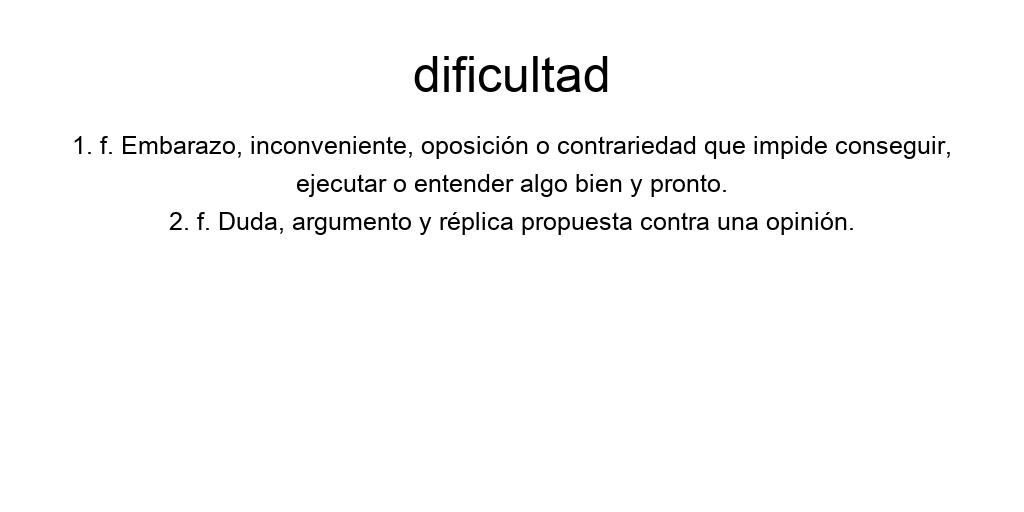 dificultad
1. f. Embarazo, inconveniente, oposición o contrariedad que impide conseguir,
ejecutar o entender algo bien y pronto.
2. f. Duda, argumento y réplica propuesta contra una opinión.